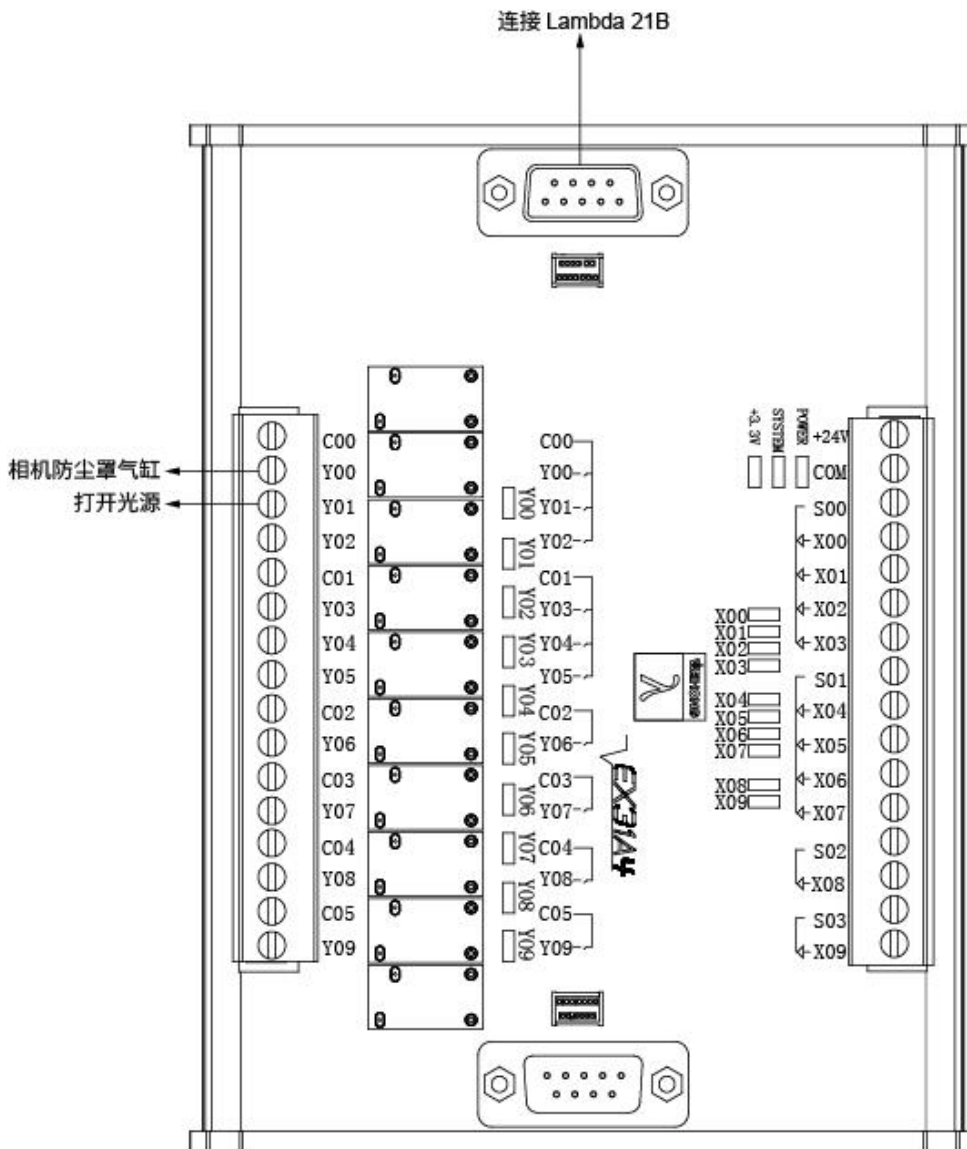 连接 Lambda 21B
相机防尘罩气缸
打开光源
C00
Y00
Y01
Y02
C01
Y03
Y04
Y05
C02
Y06
C03
Y07
C04
Y08
C05
Y09
Y00
Y01
Y02
Y03
Y04
Y05
Y06
Y07
Y08
Y09
C00
Y00
Y01
Y02
C01
Y03
Y04
Y05
C02
Y06
C03
Y07
C04
Y08
C05
Y09
EX31A4
+3.3V
SYSTEM
POWER
X00
X01
X02
X03
X04
X05
X06
X07
X08
X09
+24V
COM
S00
X00
X01
X02
X03
S01
X04
X05
X06
X07
S02
X08
S03
X09